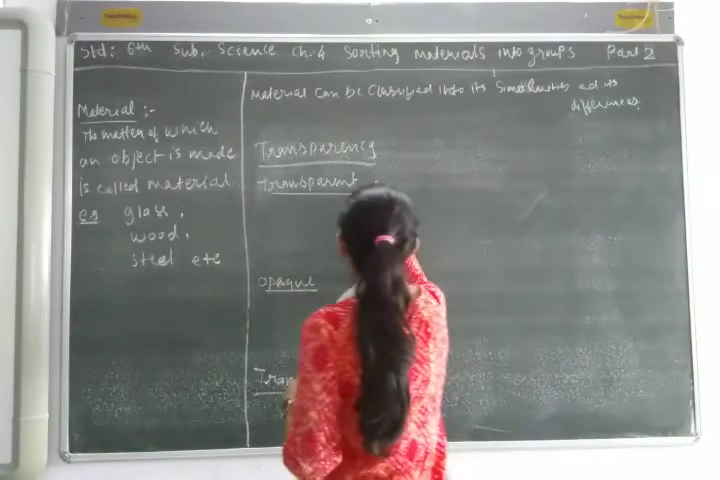 Std: 6th Sub. Science Ch. 4 Sorting materials into groups Part 2
Material :-
The matter of which
an object is made
is called material
eg glass,
wood,
steel etc
Material can be Classified into its Similarities ad its
differences
Transparency
Transparent
Opaque
Tran